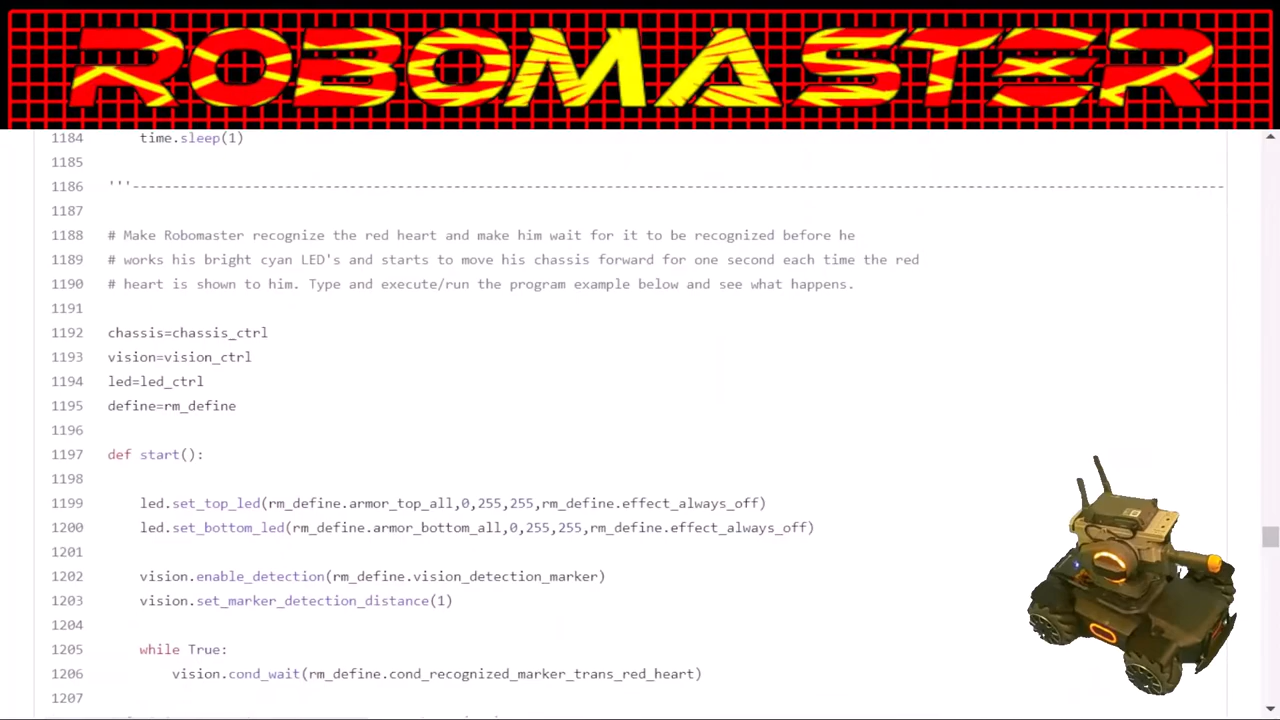 ROBOMASTER
1184 time.sleep(1)
1185
1186 '''----------------------------------------------------------------------------------------------------------------------------------------
1187
1188 # Make Robomaster recognize the red heart and make him wait for it to be recognized before he
1189 # works his bright cyan LED's and starts to move his chassis forward for one second each time the red
1190 # heart is shown to him. Type and execute/run the program example below and see what happens.
1191
1192 chassis=chassis_ctrl
1193 vision=vision_ctrl
1194 led=led_ctrl
1195 define=rm_define
1196
1197 def start():
1198
1199 led.set_top_led(rm_define.armor_top_all,0,255,255,rm_define.effect_always_off)
1200 led.set_bottom_led(rm_define.armor_bottom_all,0,255,255,rm_define.effect_always_off)
1201
1202 vision.enable_detection(rm_define.vision_detection_marker)
1203 vision.set_marker_detection_distance(1)
1204
1205 while True:
1206 vision.cond_wait(rm_define.cond_recognized_marker_trans_red_heart)
1207